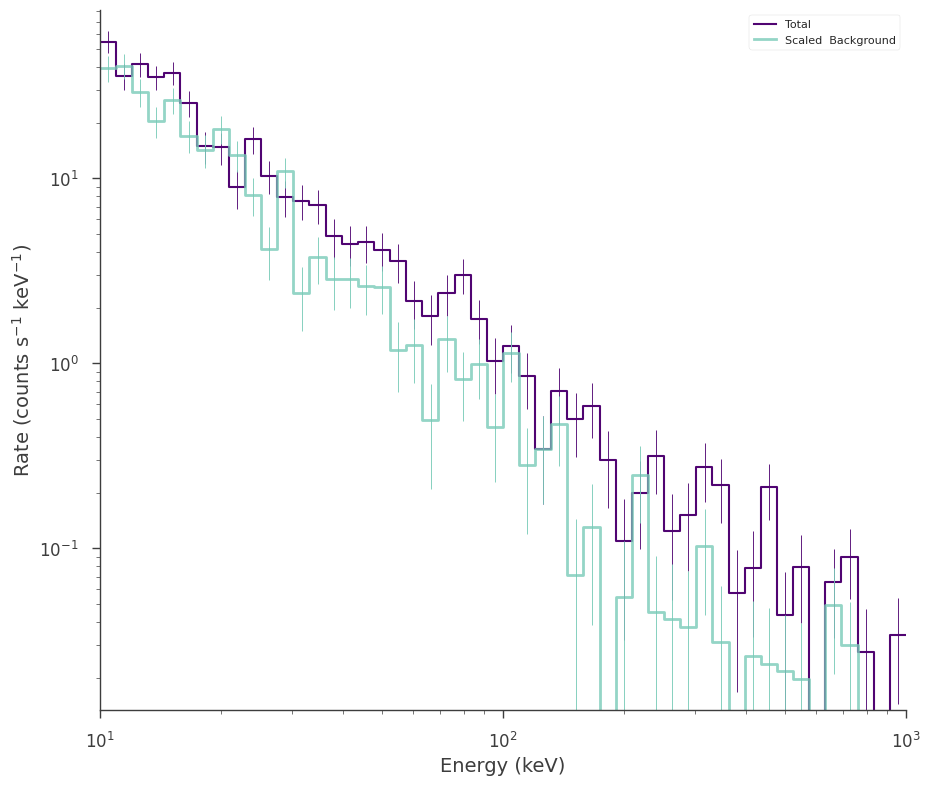 Total
Scaled  Background
Rate (counts s⁻¹ keV⁻¹)
10¹
10⁰
10⁻¹
10¹
10²
10³
Energy (keV)